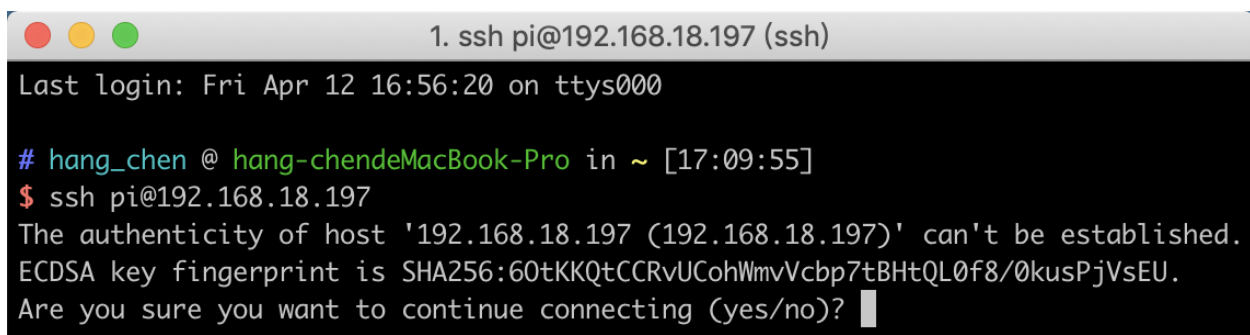 1. ssh pi@192.168.18.197 (ssh)
Last login: Fri Apr 12 16:56:20 on ttys000
# hang_chen @ hang-chendeMacBook-Pro in ~ [17:09:55]
$ ssh pi@192.168.18.197
The authenticity of host '192.168.18.197 (192.168.18.197)' can't be established.
ECDSA key fingerprint is SHA256:6OtKKQtCCRvUCohWmvVcbp7tBHtQL0f8/0kusPjVsEU.
Are you sure you want to continue connecting (yes/no)?